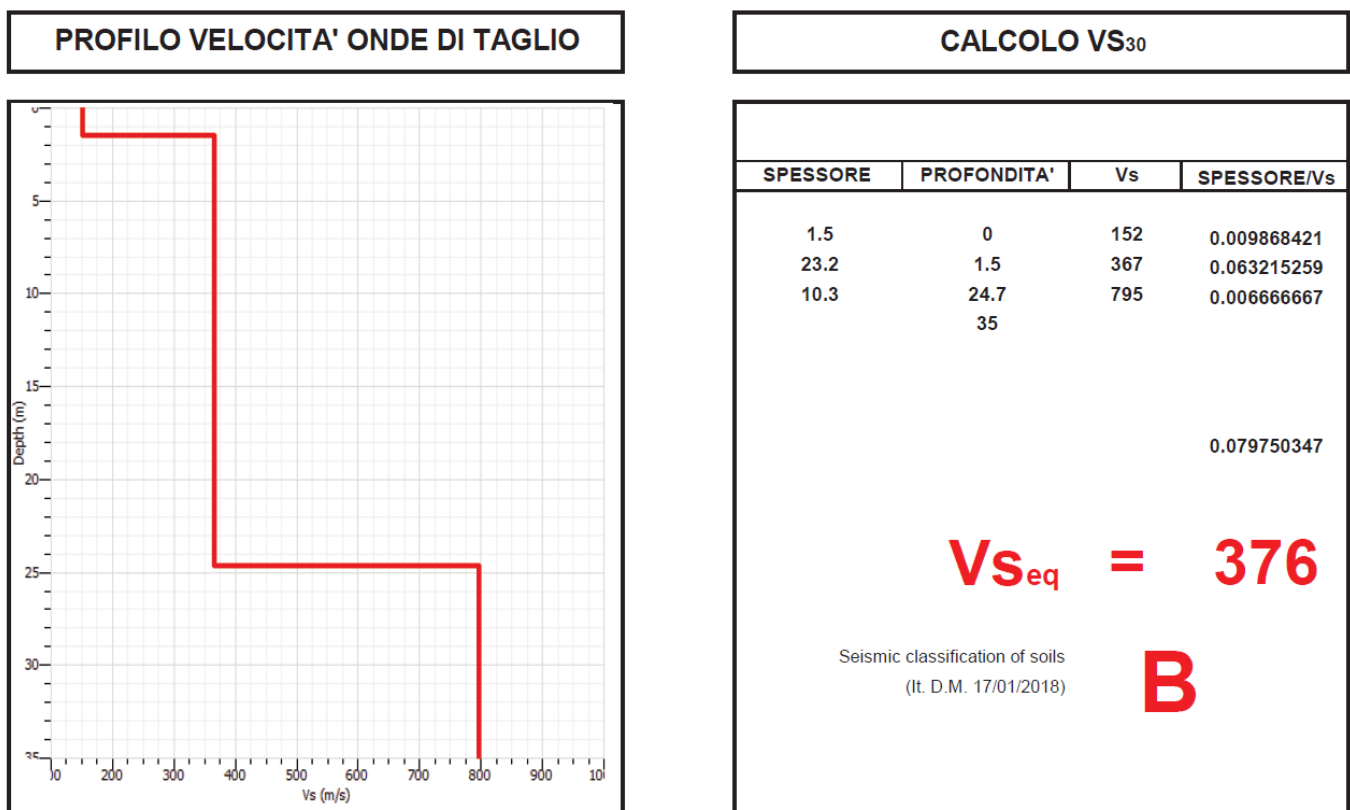 PROFILO VELOCITA' ONDE DI TAGLIO
CALCOLO VS30
0
5
10
15
20
25
30
35
Depth (m)
00 200 300 400 500 600 700 800 900 10
Vs (m/s)
SPESSORE PROFONDITA' Vs SPESSORE/Vs
1.5 0 152 0.009868421
23.2 1.5 367 0.063215259
10.3 24.7 795 0.006666667
35
0.079750347
Vseq = 376
Seismic classification of soils
(It. D.M. 17/01/2018)
B